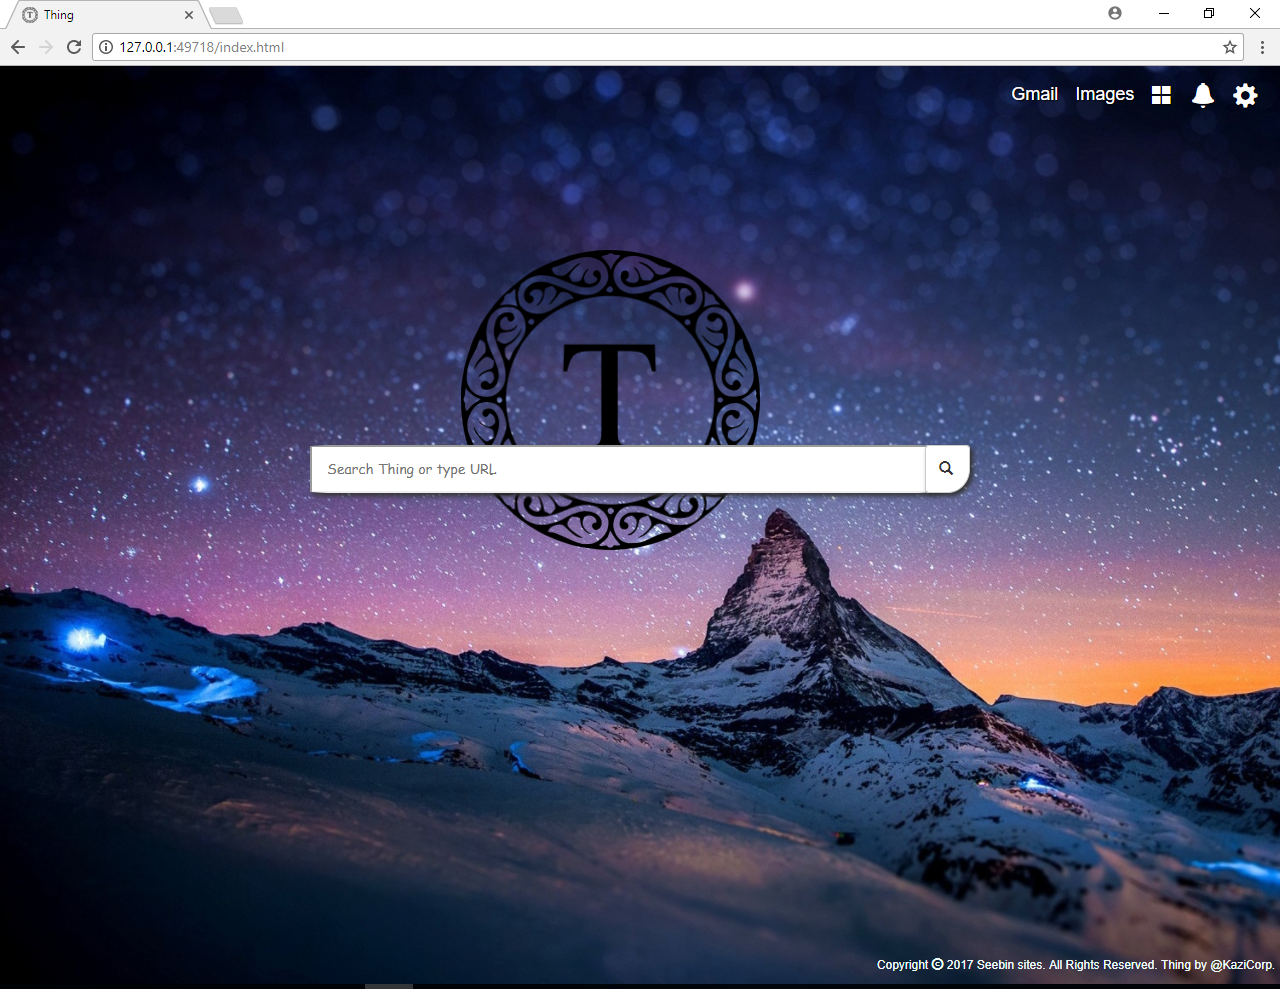 Thing
127.0.0.1:49718/index.html
Gmail Images
T
Search Thing or type URL
Copyright © 2017 Seebin sites. All Rights Reserved. Thing by @KaziCorp.